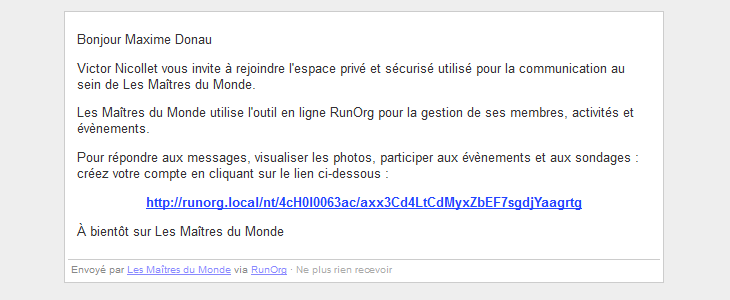 Bonjour Maxime Donau
Victor Nicollet vous invite à rejoindre l'espace privé et sécurisé utilisé pour la communication au
sein de Les Maîtres du Monde.
Les Maîtres du Monde utilise l'outil en ligne RunOrg pour la gestion de ses membres, activités et
évènements.
Pour répondre aux messages, visualiser les photos, participer aux évènements et aux sondages :
créez votre compte en cliquant sur le lien ci-dessous :
http://runorg.local/nt/4cH0I0063ac/axx3Cd4LtCdMyxZbEF7sgdjYaagrtg
À bientôt sur Les Maîtres du Monde
Envoyé par Les Maîtres du Monde via RunOrg · Ne plus rien recevoir